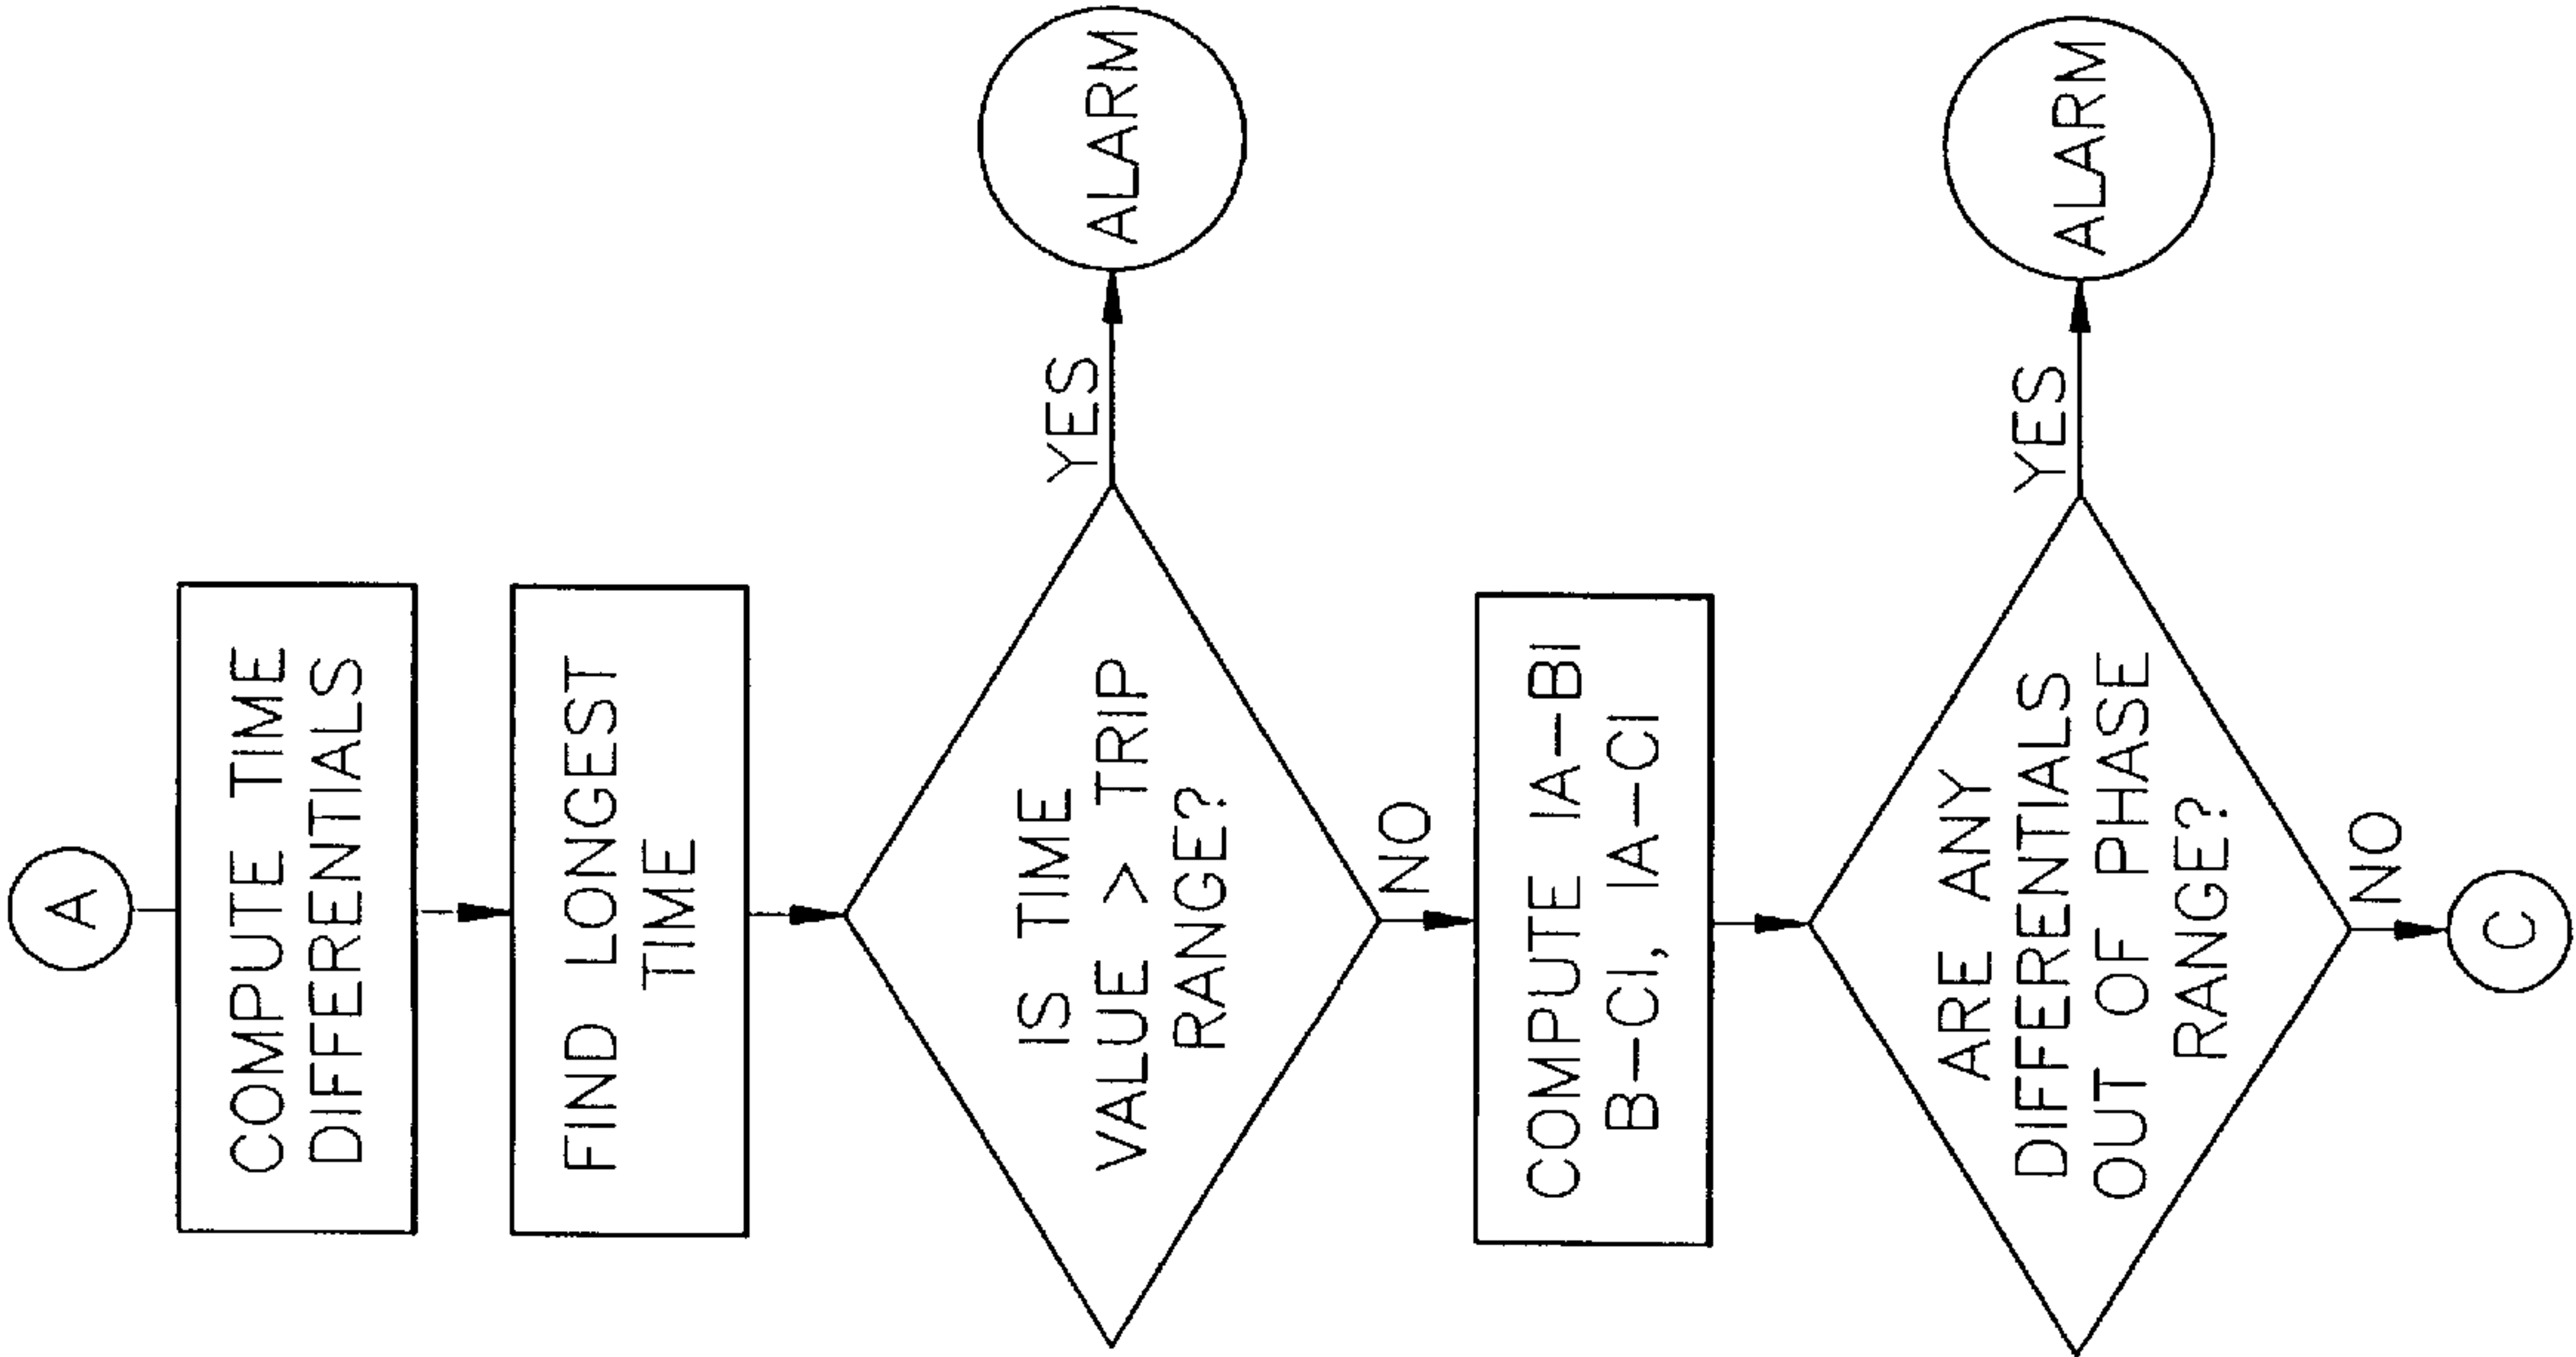 A
COMPUTE TIME
DIFFERENTIALS
FIND LONGEST
TIME
IS TIME
VALUE > TRIP
RANGE?
YES
ALARM
NO
COMPUTE IA-BI
B-CI, IA-CI
ARE ANY
DIFFERENTIALS
OUT OF PHASE
RANGE?
YES
ALARM
NO
C